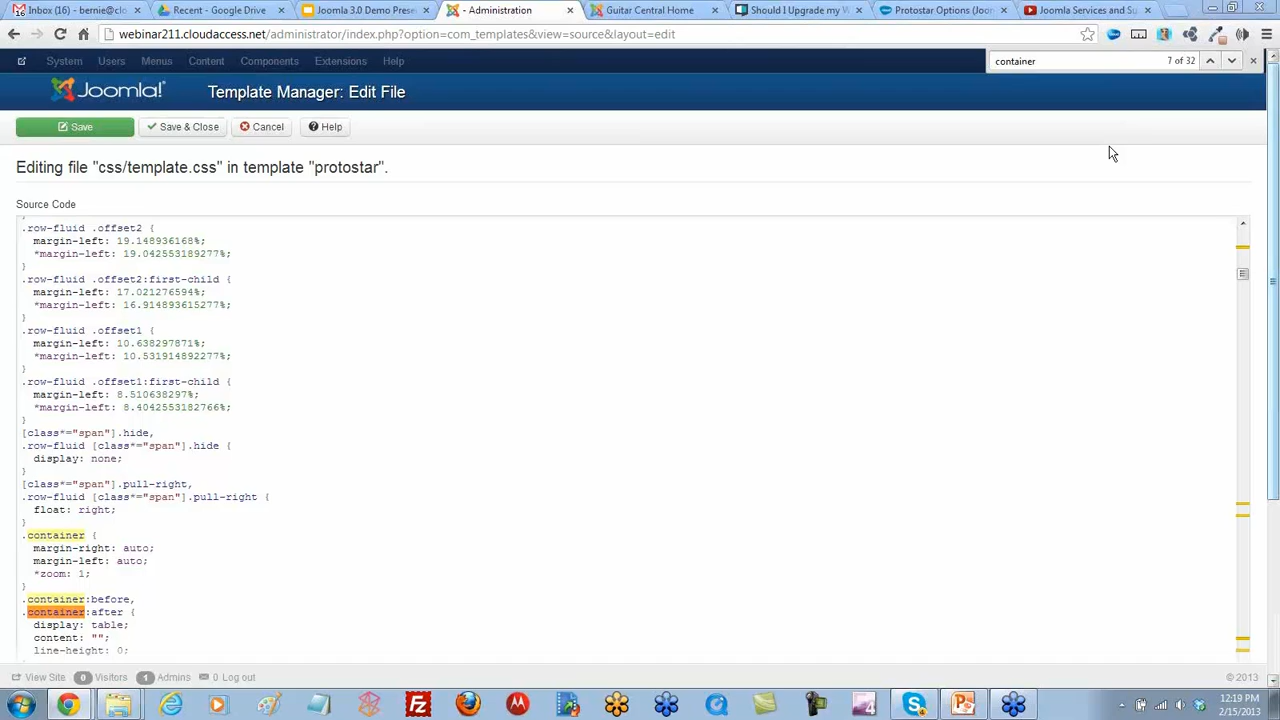 Inbox (16) - bernie@clo
Recent - Google Drive
Joomla 3.0 Demo Prese
- Administration
Guitar Central Home
Should I Upgrade my W
Protostar Options (Joom
Joomla Services and Su
webinar211.cloudaccess.net/administrator/index.php?option=com_templates&view=source&layout=edit
System Users Menus Content Components Extensions Help
container 7 of 32
Joomla! Template Manager: Edit File
Save Save & Close Cancel Help
Editing file "css/template.css" in template "protostar".
Source Code
}
.row-fluid .offset2 {
margin-left: 19.148936168%;
*margin-left: 19.042553189277%;
}
.row-fluid .offset2:first-child {
margin-left: 17.021276594%;
*margin-left: 16.914893615277%;
}
.row-fluid .offset1 {
margin-left: 10.638297871%;
*margin-left: 10.531914892277%;
}
.row-fluid .offset1:first-child {
margin-left: 8.510638297%;
*margin-left: 8.4042553182766%;
}
[class*="span"].hide,
.row-fluid [class*="span"].hide {
display: none;
}
[class*="span"].pull-right,
.row-fluid [class*="span"].pull-right {
float: right;
}
.container {
margin-right: auto;
margin-left: auto;
*zoom: 1;
}
.container:before,
.container:after {
display: table;
content: "";
line-height: 0;
View Site 0 Visitors 1 Admins 0 Log out © 2013
12:19 PM
2/15/2013